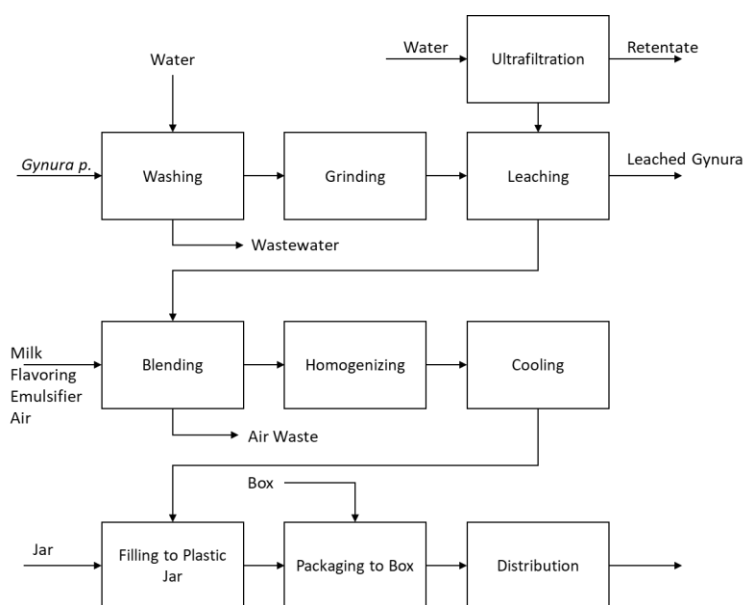 Water
Ultrafiltration
Retentate
Water
Gynura p.
Washing
Grinding
Leaching
Leached Gynura
Wastewater
Milk
Flavoring
Emulsifier
Air
Blending
Homogenizing
Cooling
Air Waste
Box
Jar
Filling to Plastic
Jar
Packaging to Box
Distribution